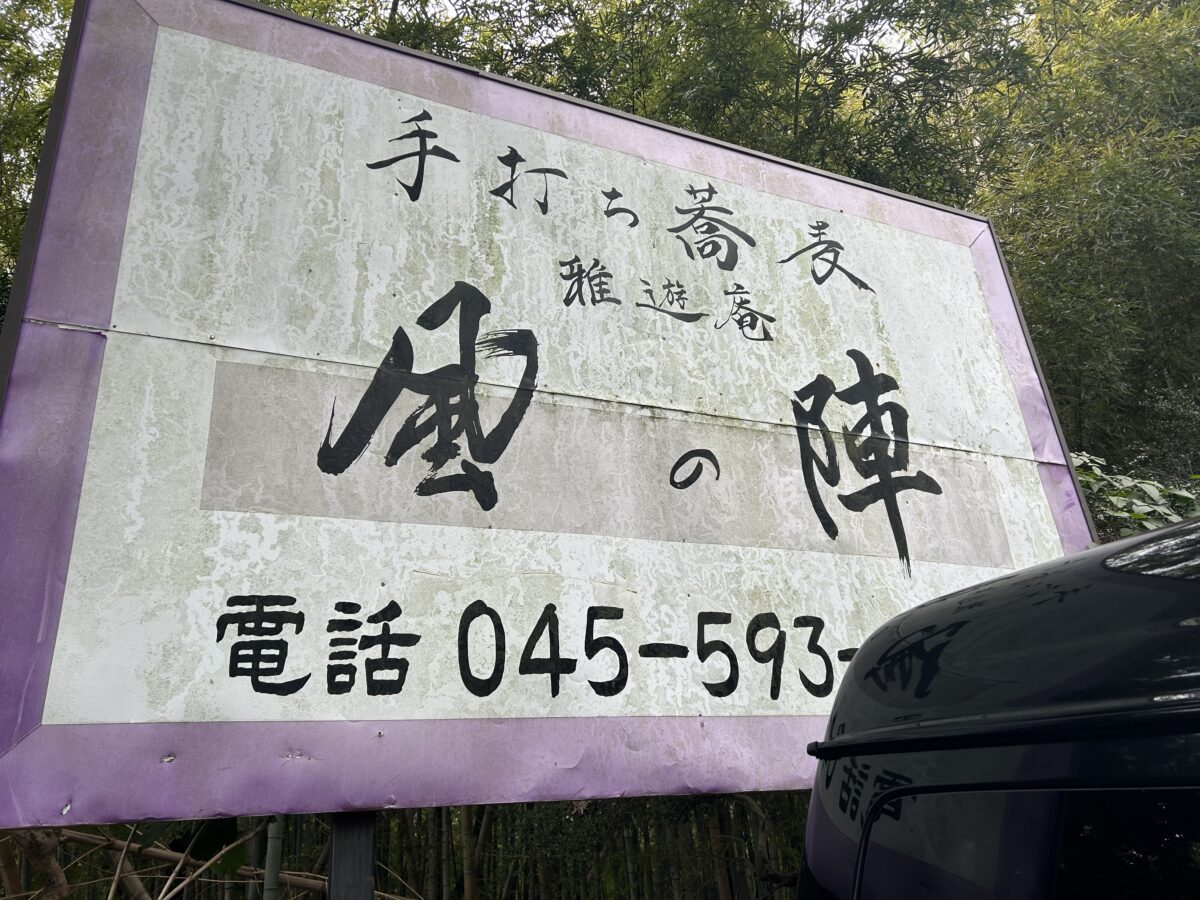 手打ち蕎麦
雅遊庵
風の陣
電話 045-593-